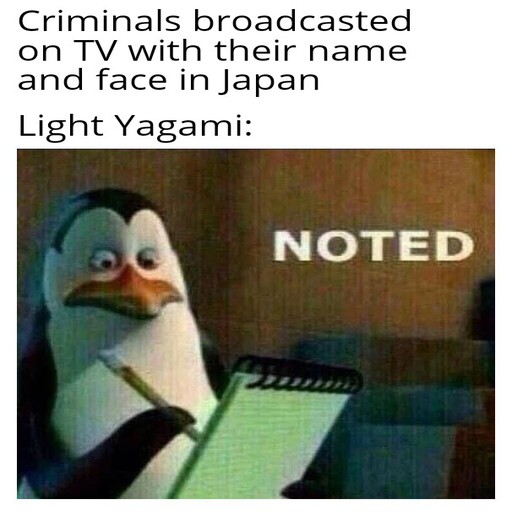 Criminals broadcasted
on TV with their name
and face in Japan
Light Yagami:
NOTED